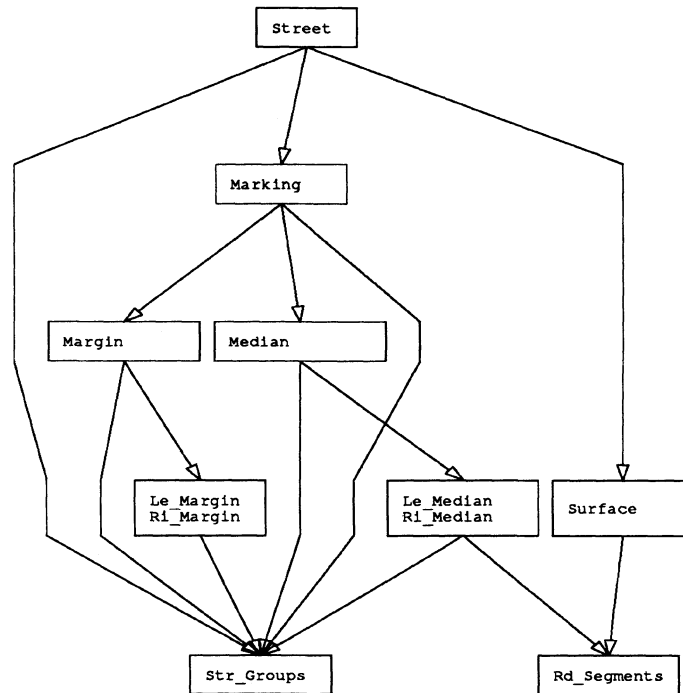 Street
Marking
Margin
Median
Le_Margin
Ri_Margin
Le_Median
Ri_Median
Surface
Str_Groups
Rd_Segments